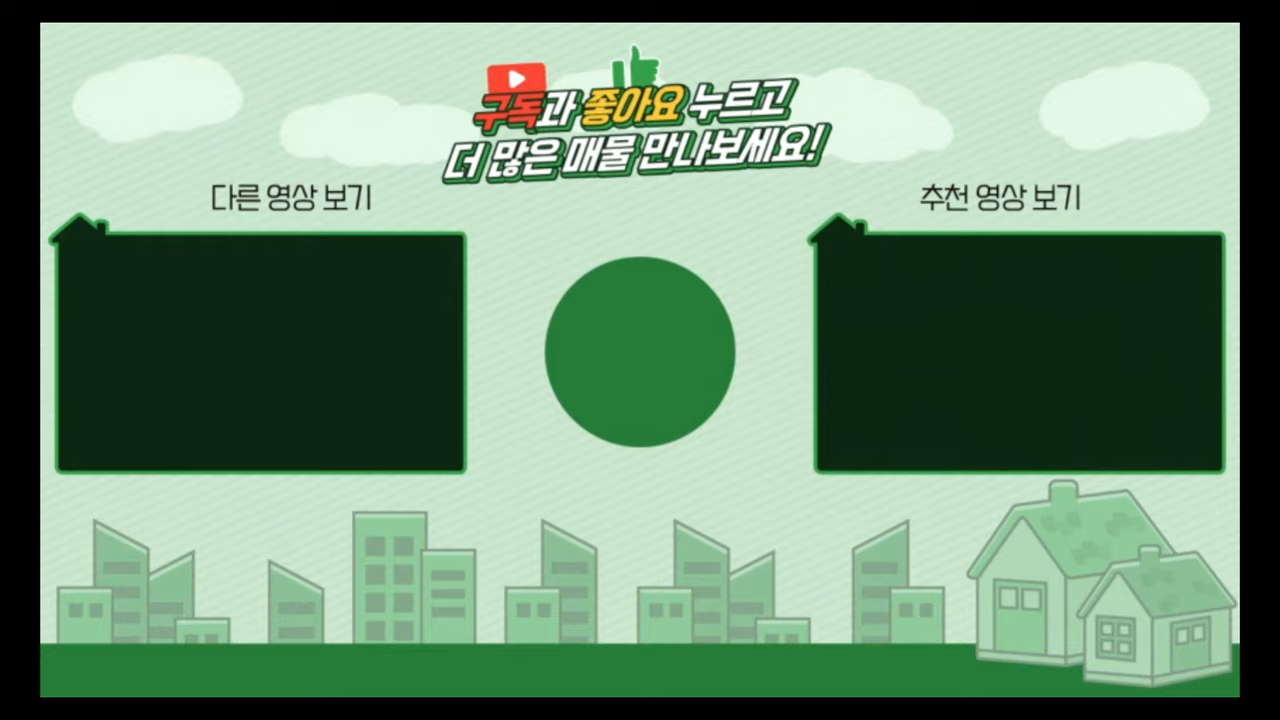 구독과 좋아요 누르고
더 많은 매물 만나보세요!
다른 영상 보기
추천 영상 보기